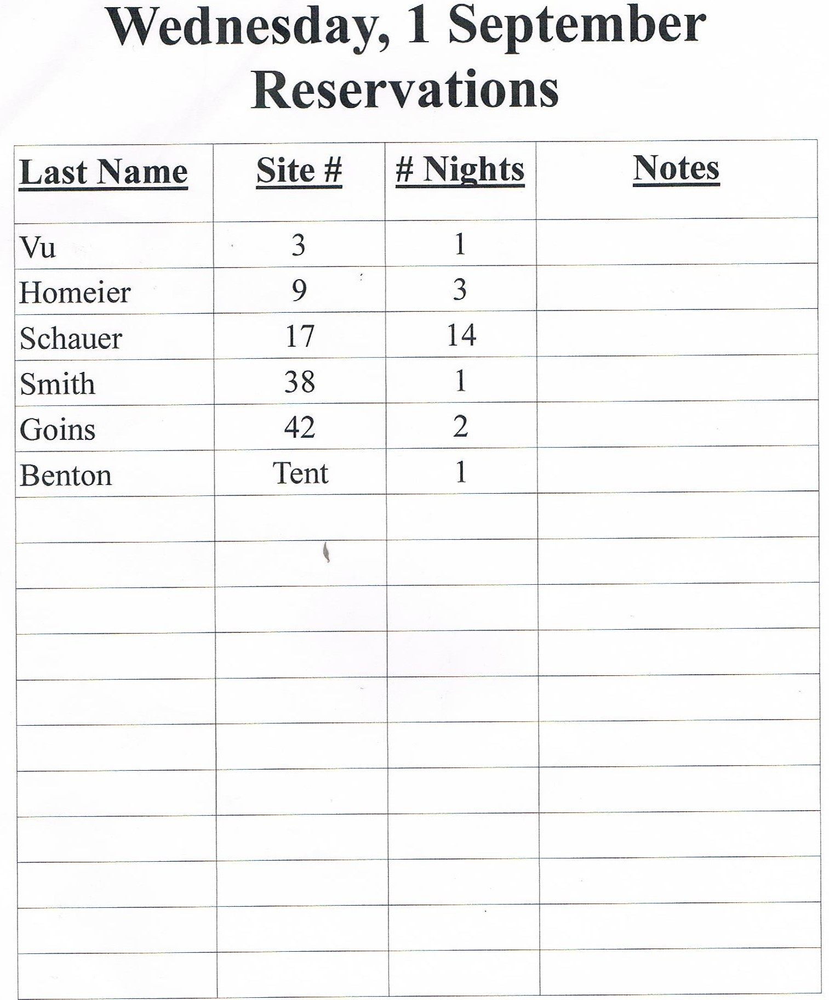 Wednesday, 1 September
Reservations
Last Name Site # # Nights Notes
Vu 3 1
Homeier 9 3
Schauer 17 14
Smith 38 1
Goins 42 2
Benton Tent 1